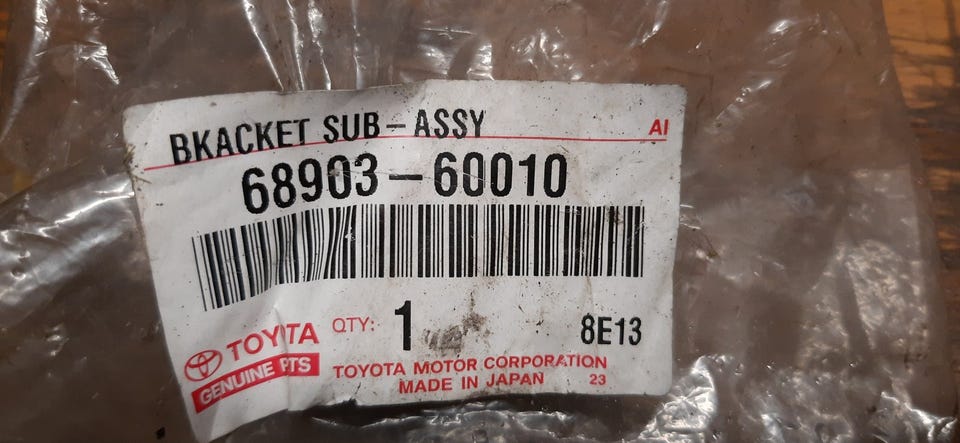 BKACKET SUB-ASSY
AI
68903-60010
TOYOTA
QTY: 1
8E13
GENUINE PTS
TOYOTA MOTOR CORPORATION
MADE IN JAPAN 23